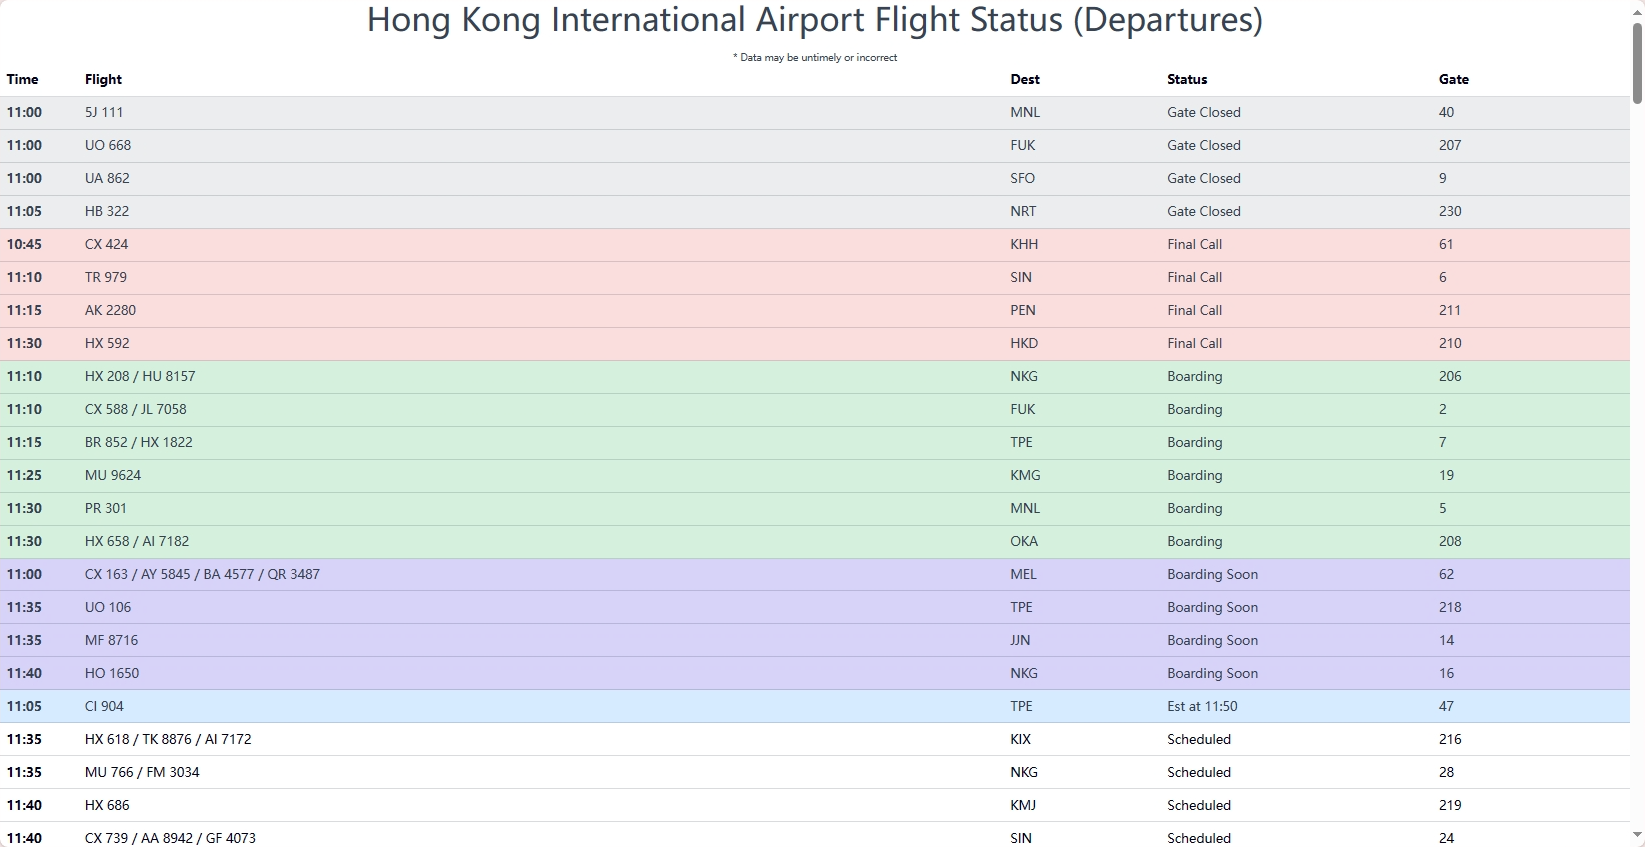 Hong Kong International Airport Flight Status (Departures)
* Data may be untimely or incorrect
Time Flight Dest Status Gate
11:00 5J 111 MNL Gate Closed 40
11:00 UO 668 FUK Gate Closed 207
11:00 UA 862 SFO Gate Closed 9
11:05 HB 322 NRT Gate Closed 230
10:45 CX 424 KHH Final Call 61
11:10 TR 979 SIN Final Call 6
11:15 AK 2280 PEN Final Call 211
11:30 HX 592 HKD Final Call 210
11:10 HX 208 / HU 8157 NKG Boarding 206
11:10 CX 588 / JL 7058 FUK Boarding 2
11:15 BR 852 / HX 1822 TPE Boarding 7
11:25 MU 9624 KMG Boarding 19
11:30 PR 301 MNL Boarding 5
11:30 HX 658 / AI 7182 OKA Boarding 208
11:00 CX 163 / AY 5845 / BA 4577 / QR 3487 MEL Boarding Soon 62
11:35 UO 106 TPE Boarding Soon 218
11:35 MF 8716 JJN Boarding Soon 14
11:40 HO 1650 NKG Boarding Soon 16
11:05 CI 904 TPE Est at 11:50 47
11:35 HX 618 / TK 8876 / AI 7172 KIX Scheduled 216
11:35 MU 766 / FM 3034 NKG Scheduled 28
11:40 HX 686 KMJ Scheduled 219
11:40 CX 739 / AA 8942 / GF 4073 SIN Scheduled 24